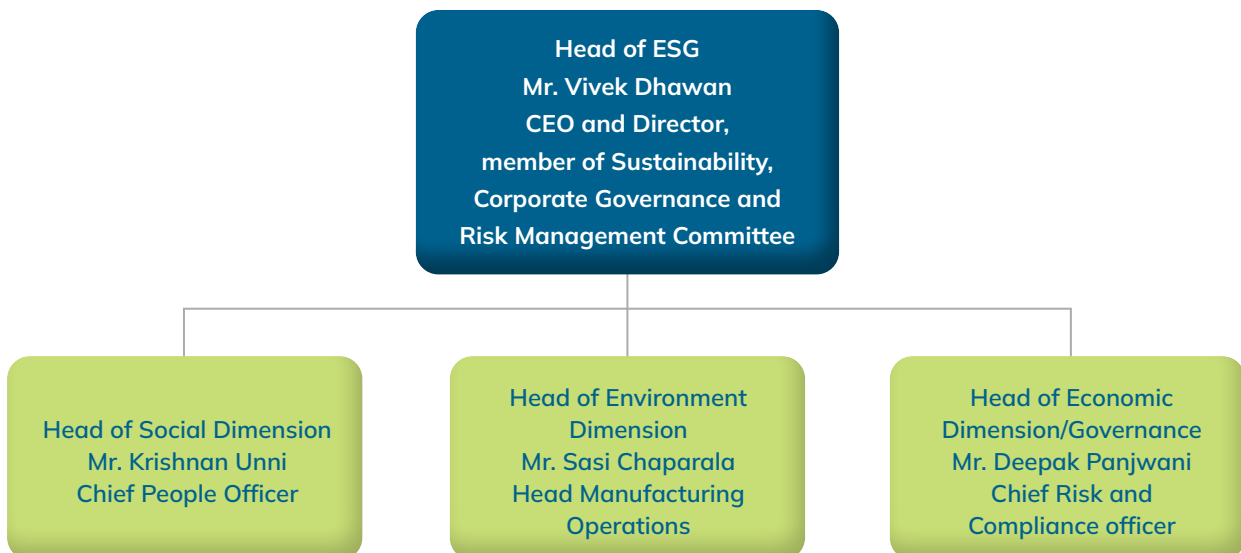 Head of ESG
Mr. Vivek Dhawan
CEO and Director,
member of Sustainability,
Corporate Governance and
Risk Management Committee
Head of Social Dimension
Mr. Krishnan Unni
Chief People Officer
Head of Environment
Dimension
Mr. Sasi Chaparala
Head Manufacturing
Operations
Head of Economic
Dimension/Governance
Mr. Deepak Panjwani
Chief Risk and
Compliance officer